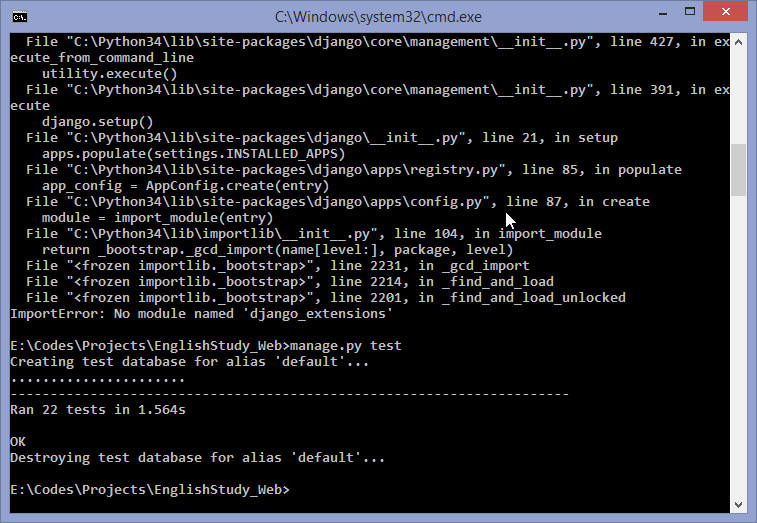 C:\Windows\system32\cmd.exe
  File "C:\Python34\lib\site-packages\django\core\management\__init__.py", line 427, in ex
ecute_from_command_line
    utility.execute()
  File "C:\Python34\lib\site-packages\django\core\management\__init__.py", line 391, in ex
ecute
    django.setup()
  File "C:\Python34\lib\site-packages\django\__init__.py", line 21, in setup
    apps.populate(settings.INSTALLED_APPS)
  File "C:\Python34\lib\site-packages\django\apps\registry.py", line 85, in populate
    app_config = AppConfig.create(entry)
  File "C:\Python34\lib\site-packages\django\apps\config.py", line 87, in create
    module = import_module(entry)
  File "C:\Python34\lib\importlib\__init__.py", line 104, in import_module
    return _bootstrap._gcd_import(name[level:], package, level)
  File "<frozen importlib._bootstrap>", line 2231, in _gcd_import
  File "<frozen importlib._bootstrap>", line 2214, in _find_and_load
  File "<frozen importlib._bootstrap>", line 2201, in _find_and_load_unlocked
ImportError: No module named 'django_extensions'
E:\Codes\Projects\EnglishStudy_Web>manage.py test
Creating test database for alias 'default'...
......................
----------------------------------------------------------------------
Ran 22 tests in 1.564s
OK
Destroying test database for alias 'default'...
E:\Codes\Projects\EnglishStudy_Web>